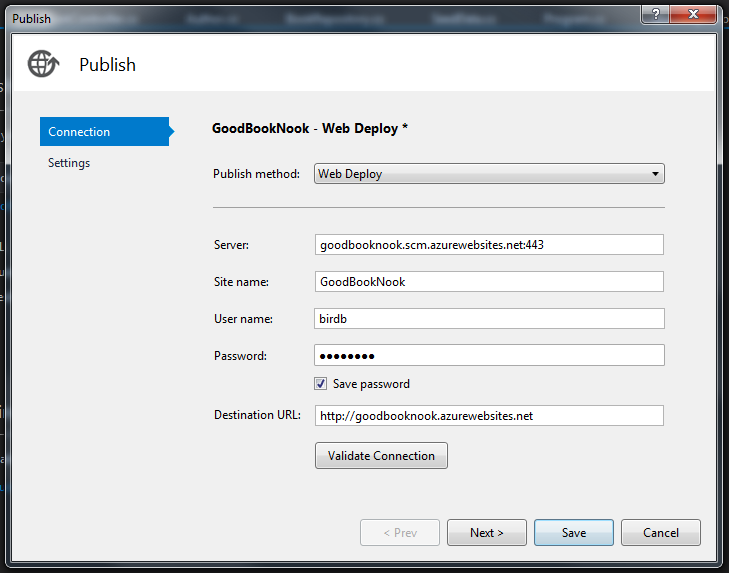 Publish
?
Publish
Connection
Settings
GoodBookNook - Web Deploy *
Publish method: Web Deploy
Server: goodbooknook.scm.azurewebsites.net:443
Site name: GoodBookNook
User name: birdb
Password: ●●●●●●●●
Save password
Destination URL: http://goodbooknook.azurewebsites.net
Validate Connection
< Prev Next > Save Cancel